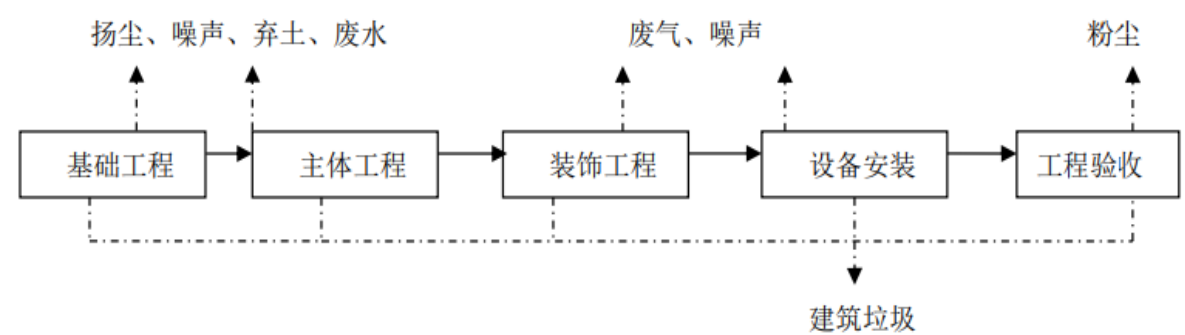 扬尘、噪声、弃土、废水
废气、噪声
粉尘
基础工程
主体工程
装饰工程
设备安装
工程验收
建筑垃圾